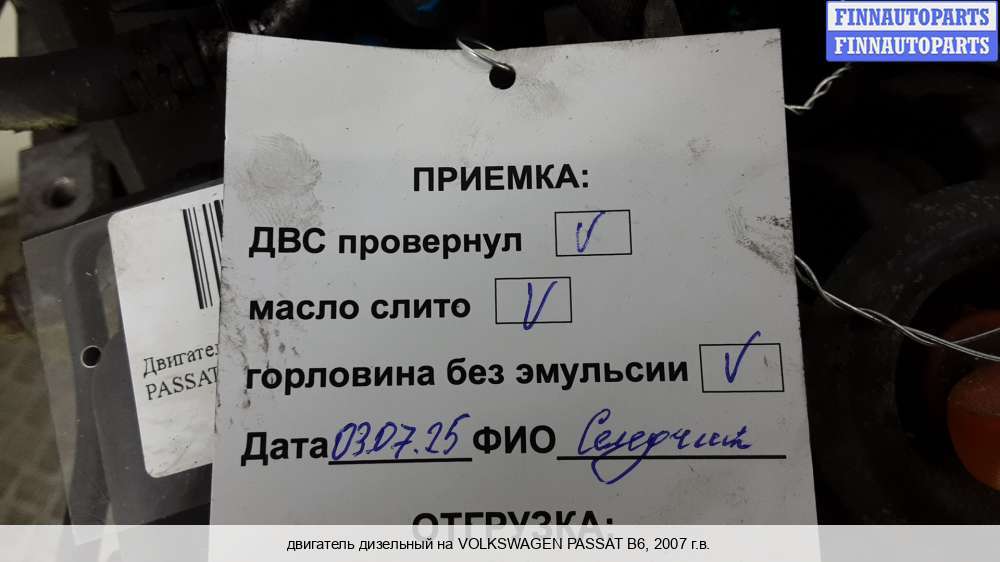 FINNAUTOPARTS
FINNAUTOPARTS
ПРИЕМКА:
ДВС провернул V
масло слито V
горловина без эмульсии V
Дата 03.07.25 ФИО
ОТГРУЗКА:
Двигател
PASSAT
двигатель дизельный на VOLKSWAGEN PASSAT B6, 2007 г.в.